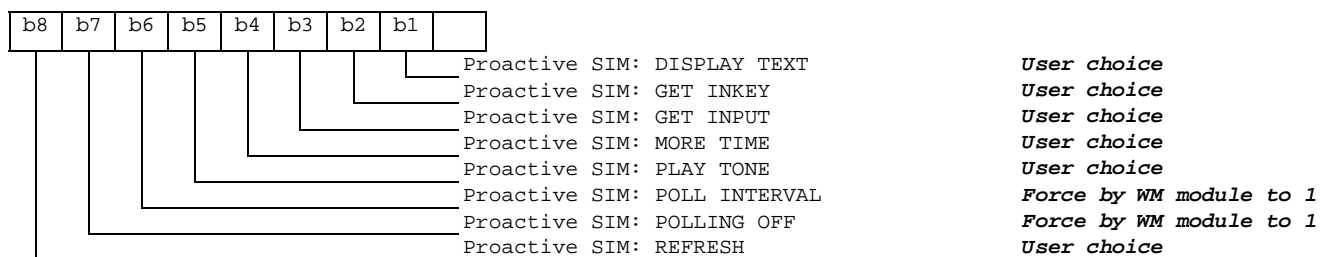 b8 b7 b6 b5 b4 b3 b2 b1
Proactive SIM: DISPLAY TEXT User choice
Proactive SIM: GET INKEY User choice
Proactive SIM: GET INPUT User choice
Proactive SIM: MORE TIME User choice
Proactive SIM: PLAY TONE User choice
Proactive SIM: POLL INTERVAL Force by WM module to 1
Proactive SIM: POLLING OFF Force by WM module to 1
Proactive SIM: REFRESH User choice